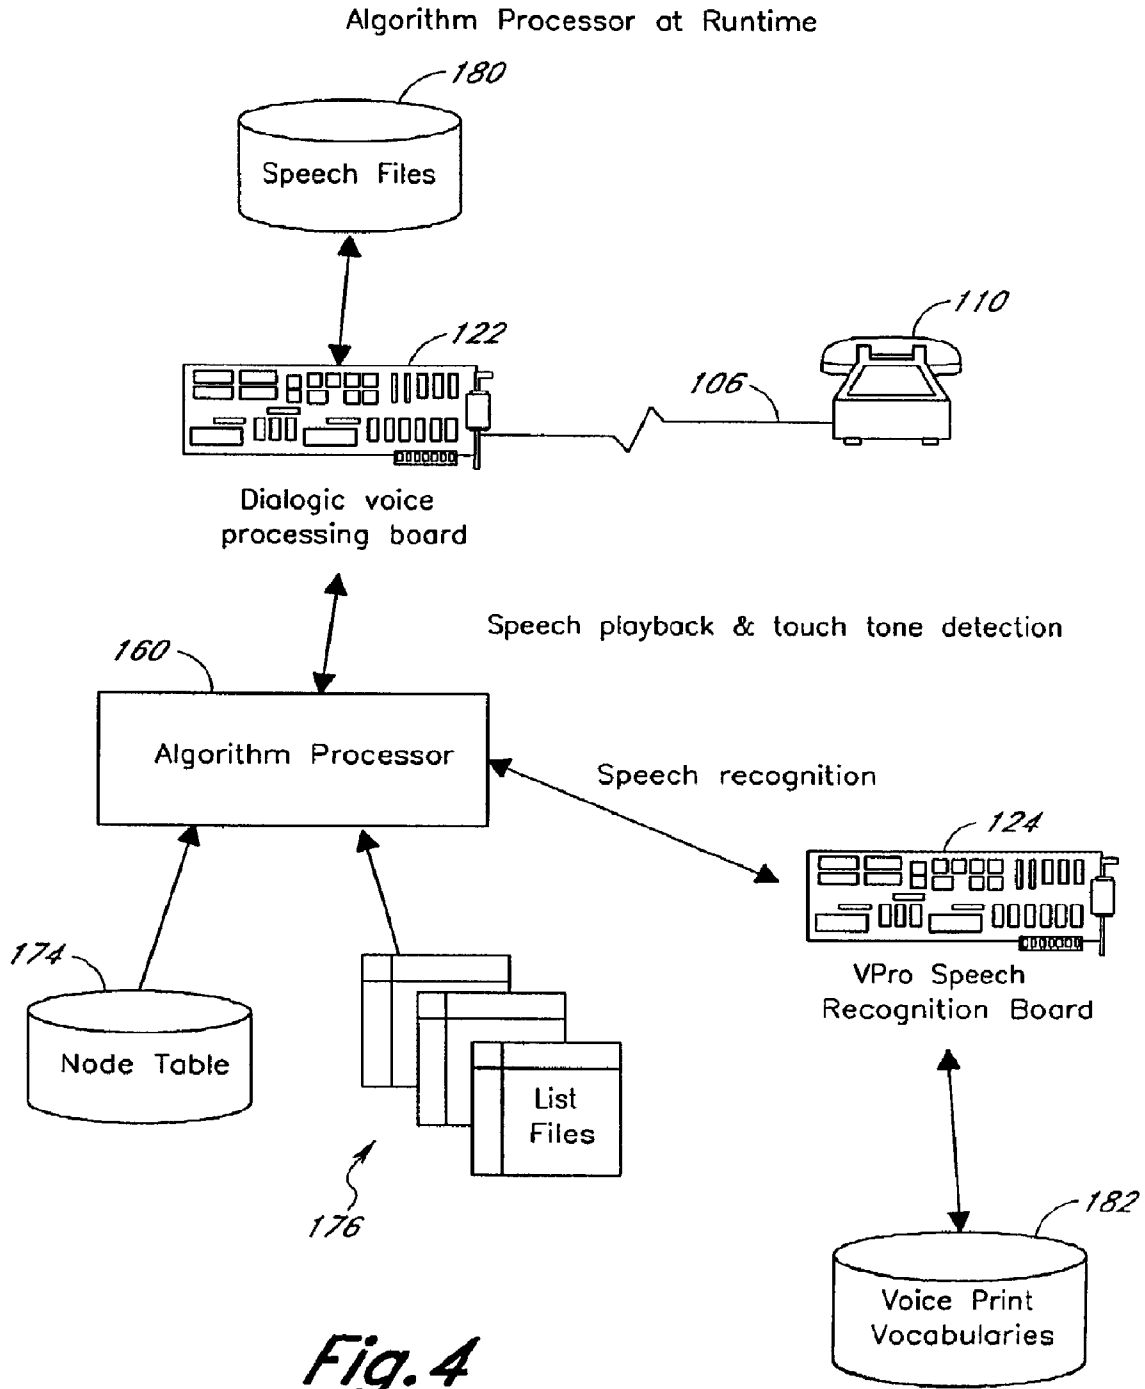 Algorithm Processor at Runtime
180
Speech Files
122
110
106
Dialogic voice
processing board
Speech playback & touch tone detection
160
Algorithm Processor
Speech recognition
124
VPro Speech
Recognition Board
174
Node Table
List
Files
176
182
Voice Print
Vocabularies
Fig. 4